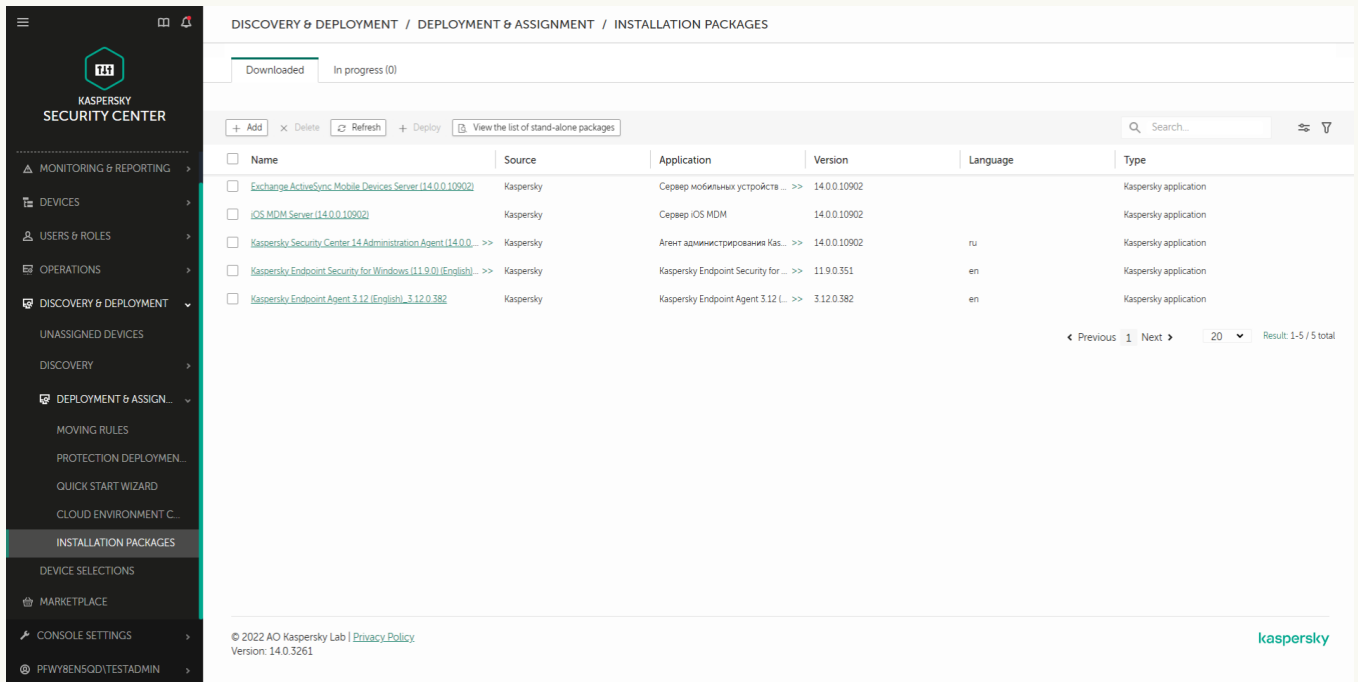 DISCOVERY & DEPLOYMENT / DEPLOYMENT & ASSIGNMENT / INSTALLATION PACKAGES
KASPERSKY
SECURITY CENTER
MONITORING & REPORTING
DEVICES
USERS & ROLES
OPERATIONS
DISCOVERY & DEPLOYMENT
UNASSIGNED DEVICES
DISCOVERY
DEPLOYMENT & ASSIGN...
MOVING RULES
PROTECTION DEPLOYMEN...
QUICK START WIZARD
CLOUD ENVIRONMENT C...
INSTALLATION PACKAGES
DEVICE SELECTIONS
MARKETPLACE
CONSOLE SETTINGS
PFWY8EN5QD\TESTADMIN
Downloaded In progress (0)
+ Add × Delete Refresh + Deploy View the list of stand-alone packages Search...
Name Source Application Version Language Type
Exchange ActiveSync Mobile Devices Server (14.0.0.10902) Kaspersky Сервер мобильных устройств ... >> 14.0.0.10902 Kaspersky application
iOS MDM Server (14.0.0.10902) Kaspersky Сервер iOS MDM 14.0.0.10902 Kaspersky application
Kaspersky Security Center 14 Administration Agent (14.0.0... >> Kaspersky Агент администрирования Kas... >> 14.0.0.10902 ru Kaspersky application
Kaspersky Endpoint Security for Windows (11.9.0) (English)... >> Kaspersky Kaspersky Endpoint Security for ... >> 11.9.0.351 en Kaspersky application
Kaspersky Endpoint Agent 3.12 (English)_3.12.0.382 Kaspersky Kaspersky Endpoint Agent 3.12 (... >> 3.12.0.382 en Kaspersky application
Previous 1 Next 20 Result: 1-5 / 5 total
© 2022 AO Kaspersky Lab | Privacy Policy
Version: 14.0.3261
kaspersky